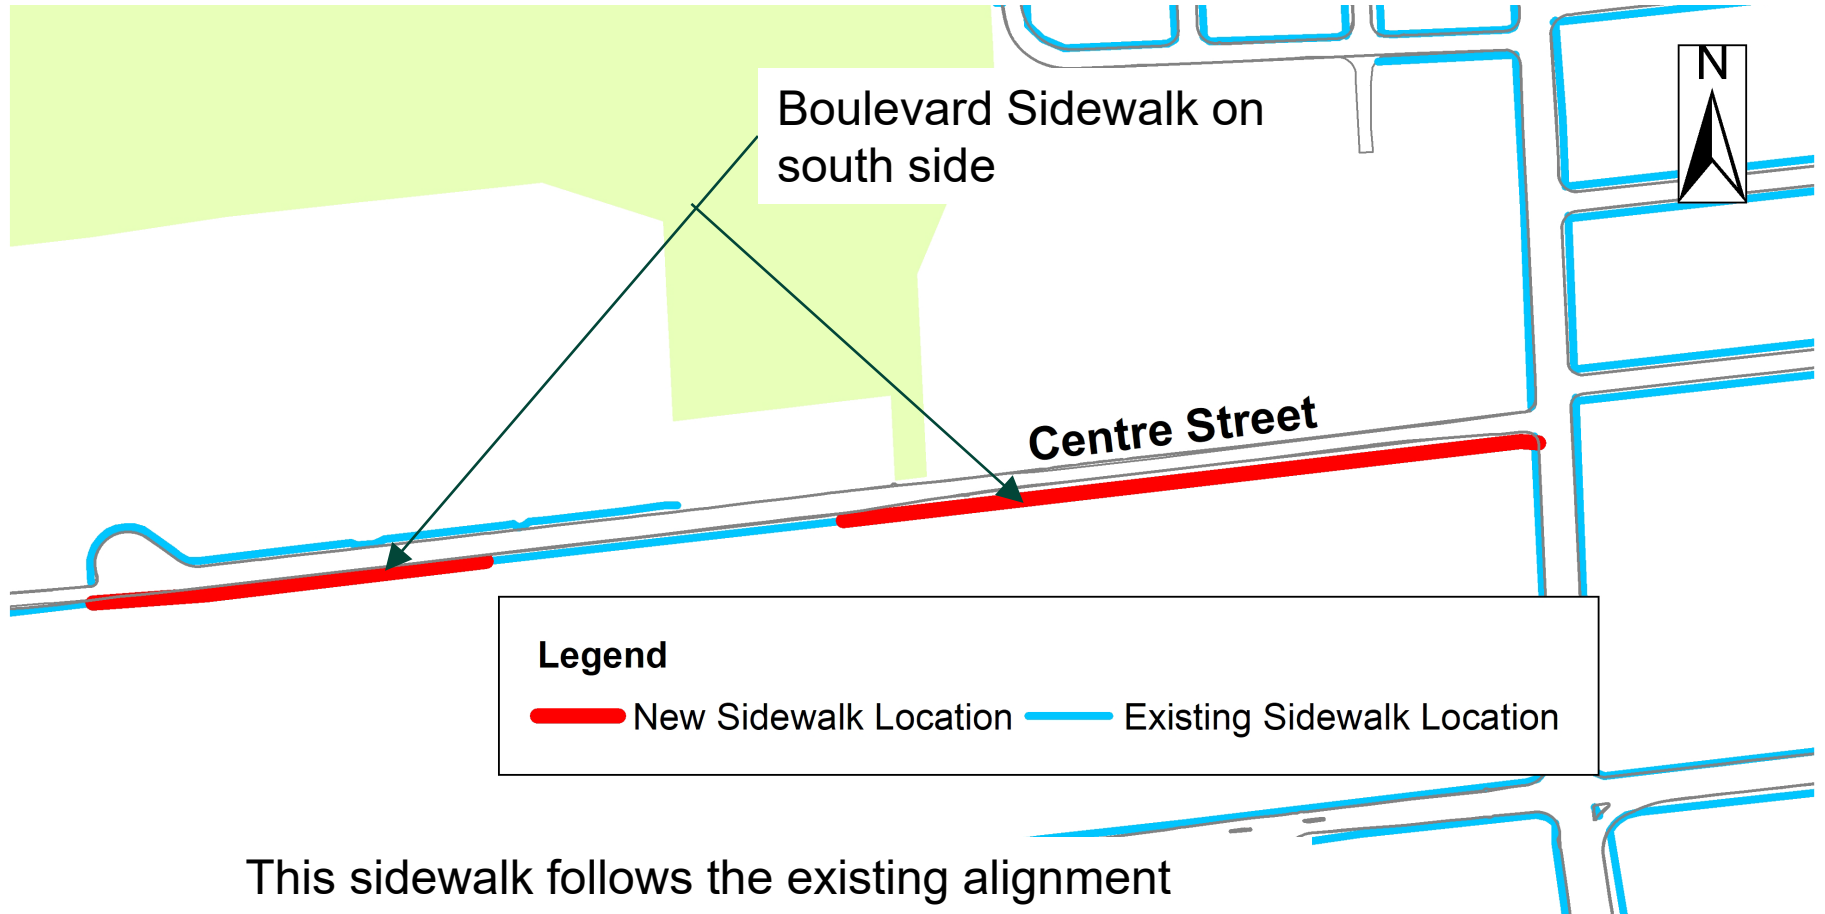 N
Boulevard Sidewalk on
south side
Centre Street
Legend
New Sidewalk Location
Existing Sidewalk Location
This sidewalk follows the existing alignment